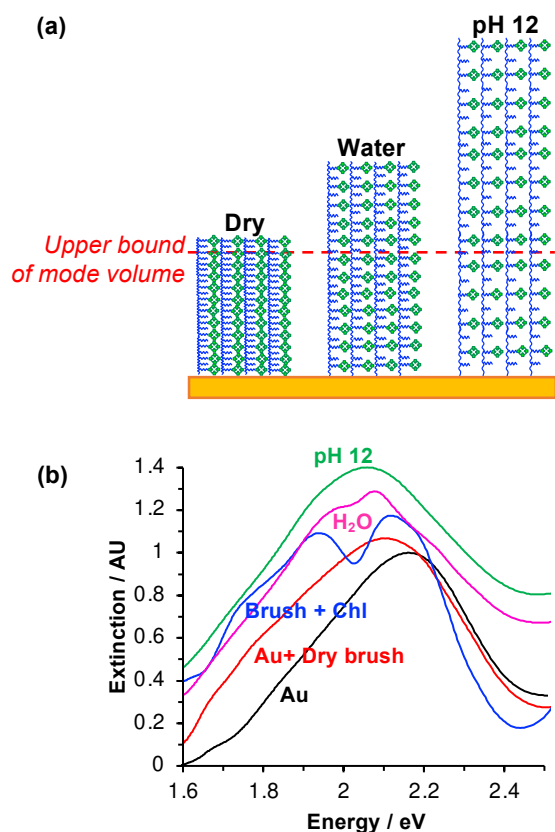 (a)
pH 12
Water
Dry
Upper bound
of mode volume
(b)
1.4
1.2
1
0.8
0.6
0.4
0.2
0
Extinction / AU
pH 12
H₂O
Brush + Chl
Au+ Dry brush
Au
1.6
1.8
2
2.2
2.4
Energy / eV